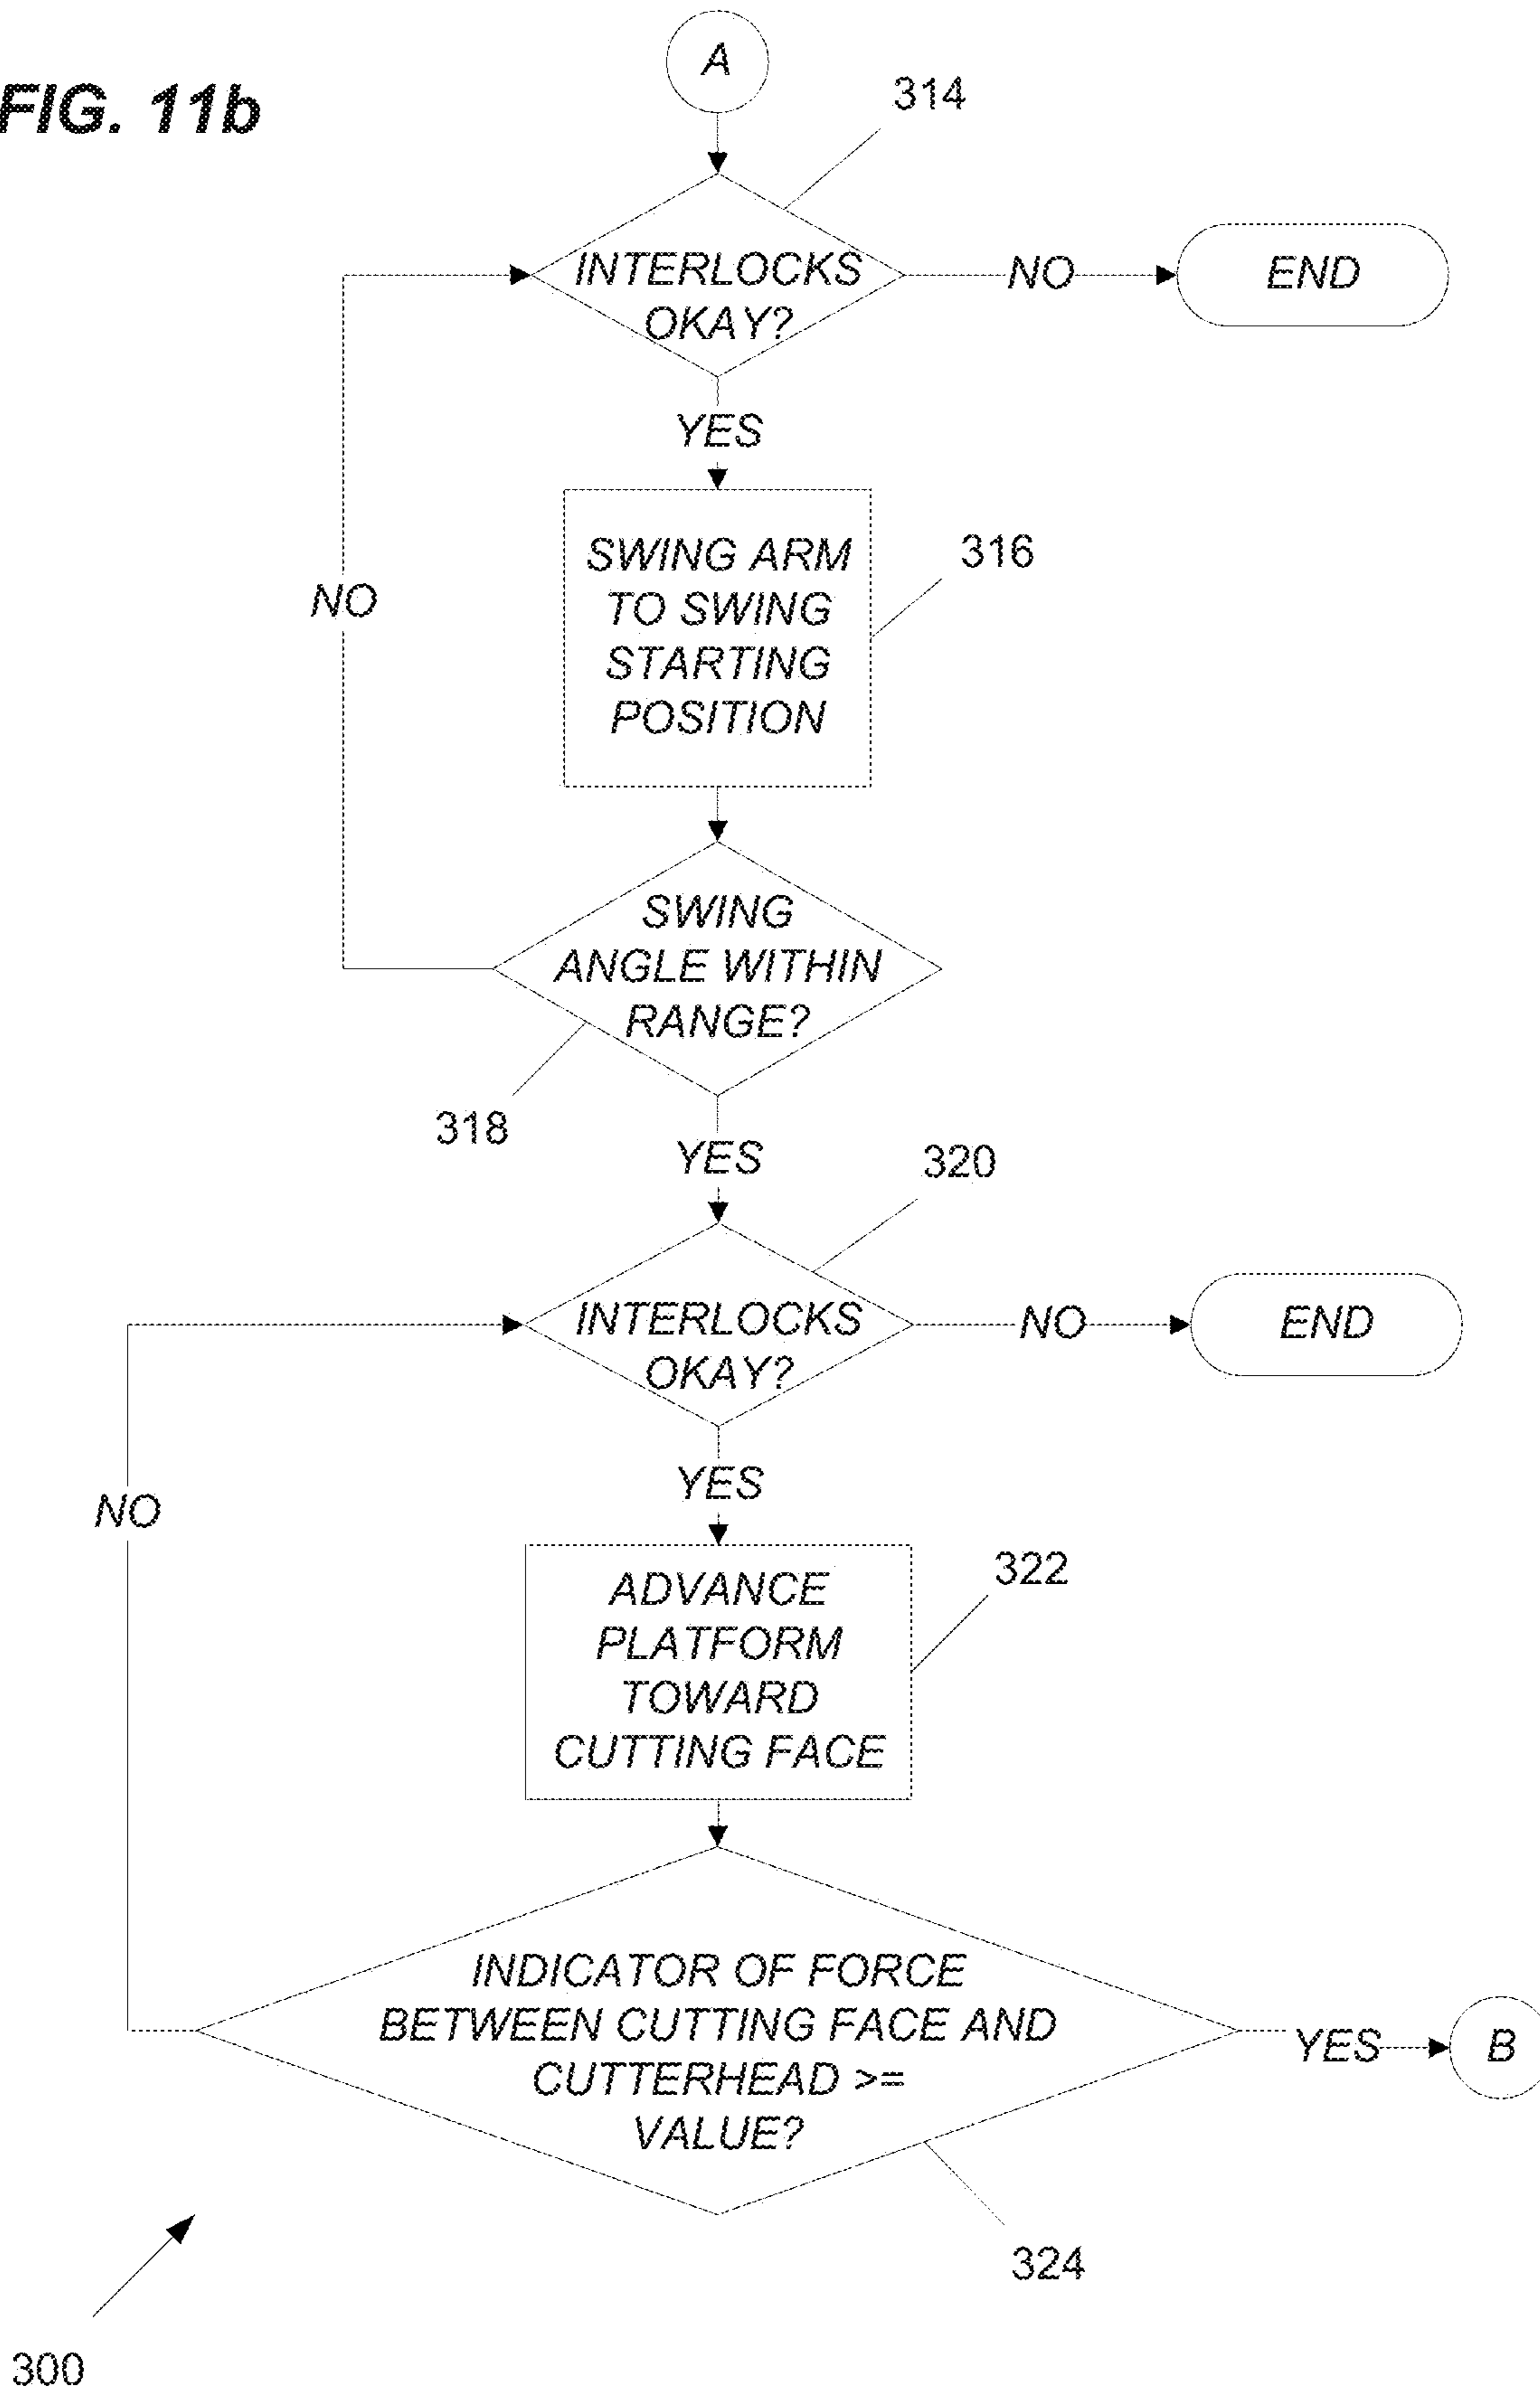 FIG. 11b
A
314
INTERLOCKS
OKAY?
NO
END
YES
SWING ARM
TO SWING
STARTING
POSITION
316
NO
SWING
ANGLE WITHIN
RANGE?
318
YES
320
INTERLOCKS
OKAY?
NO
END
YES
NO
ADVANCE
PLATFORM
TOWARD
CUTTING FACE
322
INDICATOR OF FORCE
BETWEEN CUTTING FACE AND
CUTTERHEAD >=
VALUE?
YES
B
324
300